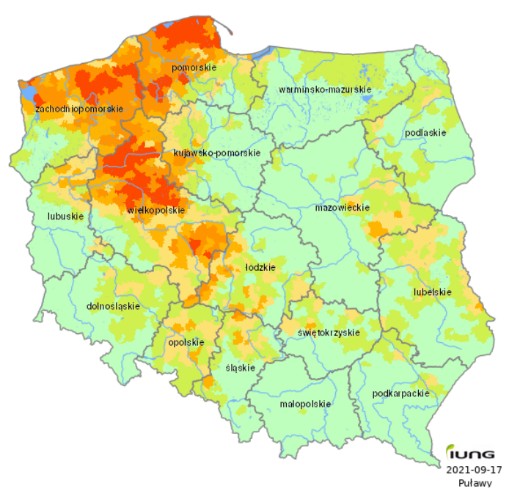 pomorskie
warmińsko-mazurskie
zachodniopomorskie
podlaskie
kujawsko-pomorskie
wielkopolskie
mazowieckie
lubuskie
łodzkie
lubelskie
dolnośląskie
świętokrzyskie
opolskie
śląskie
podkarpackie
małopolskie
IUNG
2021-09-17
Puławy